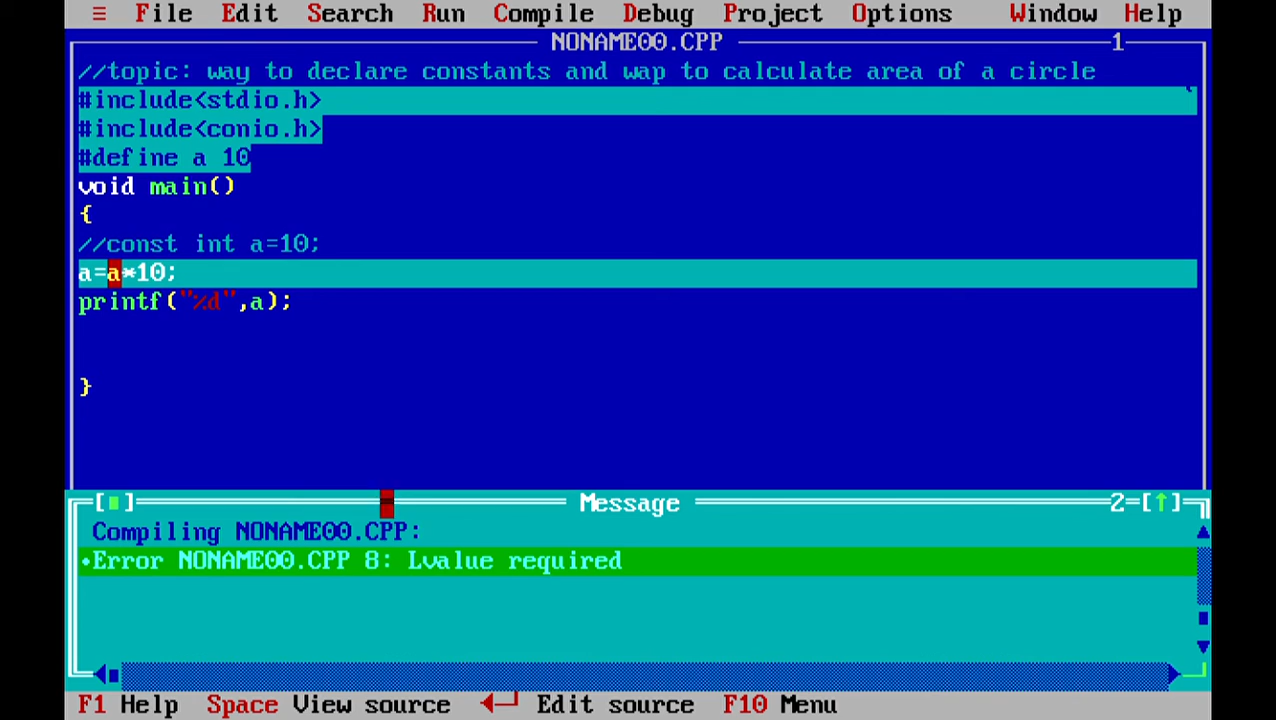 ≡ File Edit Search Run Compile Debug Project Options Window Help
NONAME00.CPP 1
//topic: way to declare constants and wap to calculate area of a circle
#include<stdio.h>
#include<conio.h>
#define a 10
void main()
{
//const int a=10;
a=a*10;
printf("%d",a);
}
[■] Message 2=[↑]
Compiling NONAME00.CPP:
•Error NONAME00.CPP 8: Lvalue required
F1 Help Space View source ←┘ Edit source F10 Menu